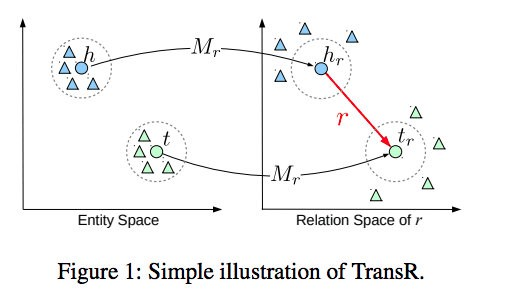 h
M_r
h_r
t
r
t_r
M_r
Entity Space
Relation Space of r
Figure 1: Simple illustration of TransR.